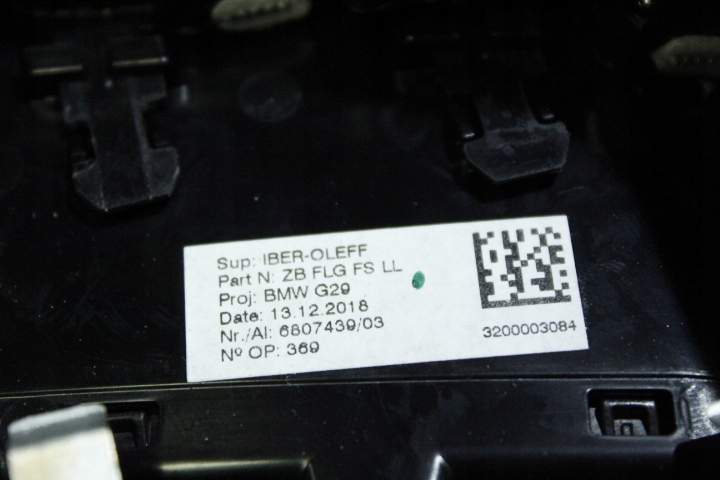 Sup: IBER-OLEFF
Part N: ZB FLG FS LL
Proj: BMW G29
Date: 13.12.2018
Nr./AI: 6807439/03
Nº OP: 369
3200003084